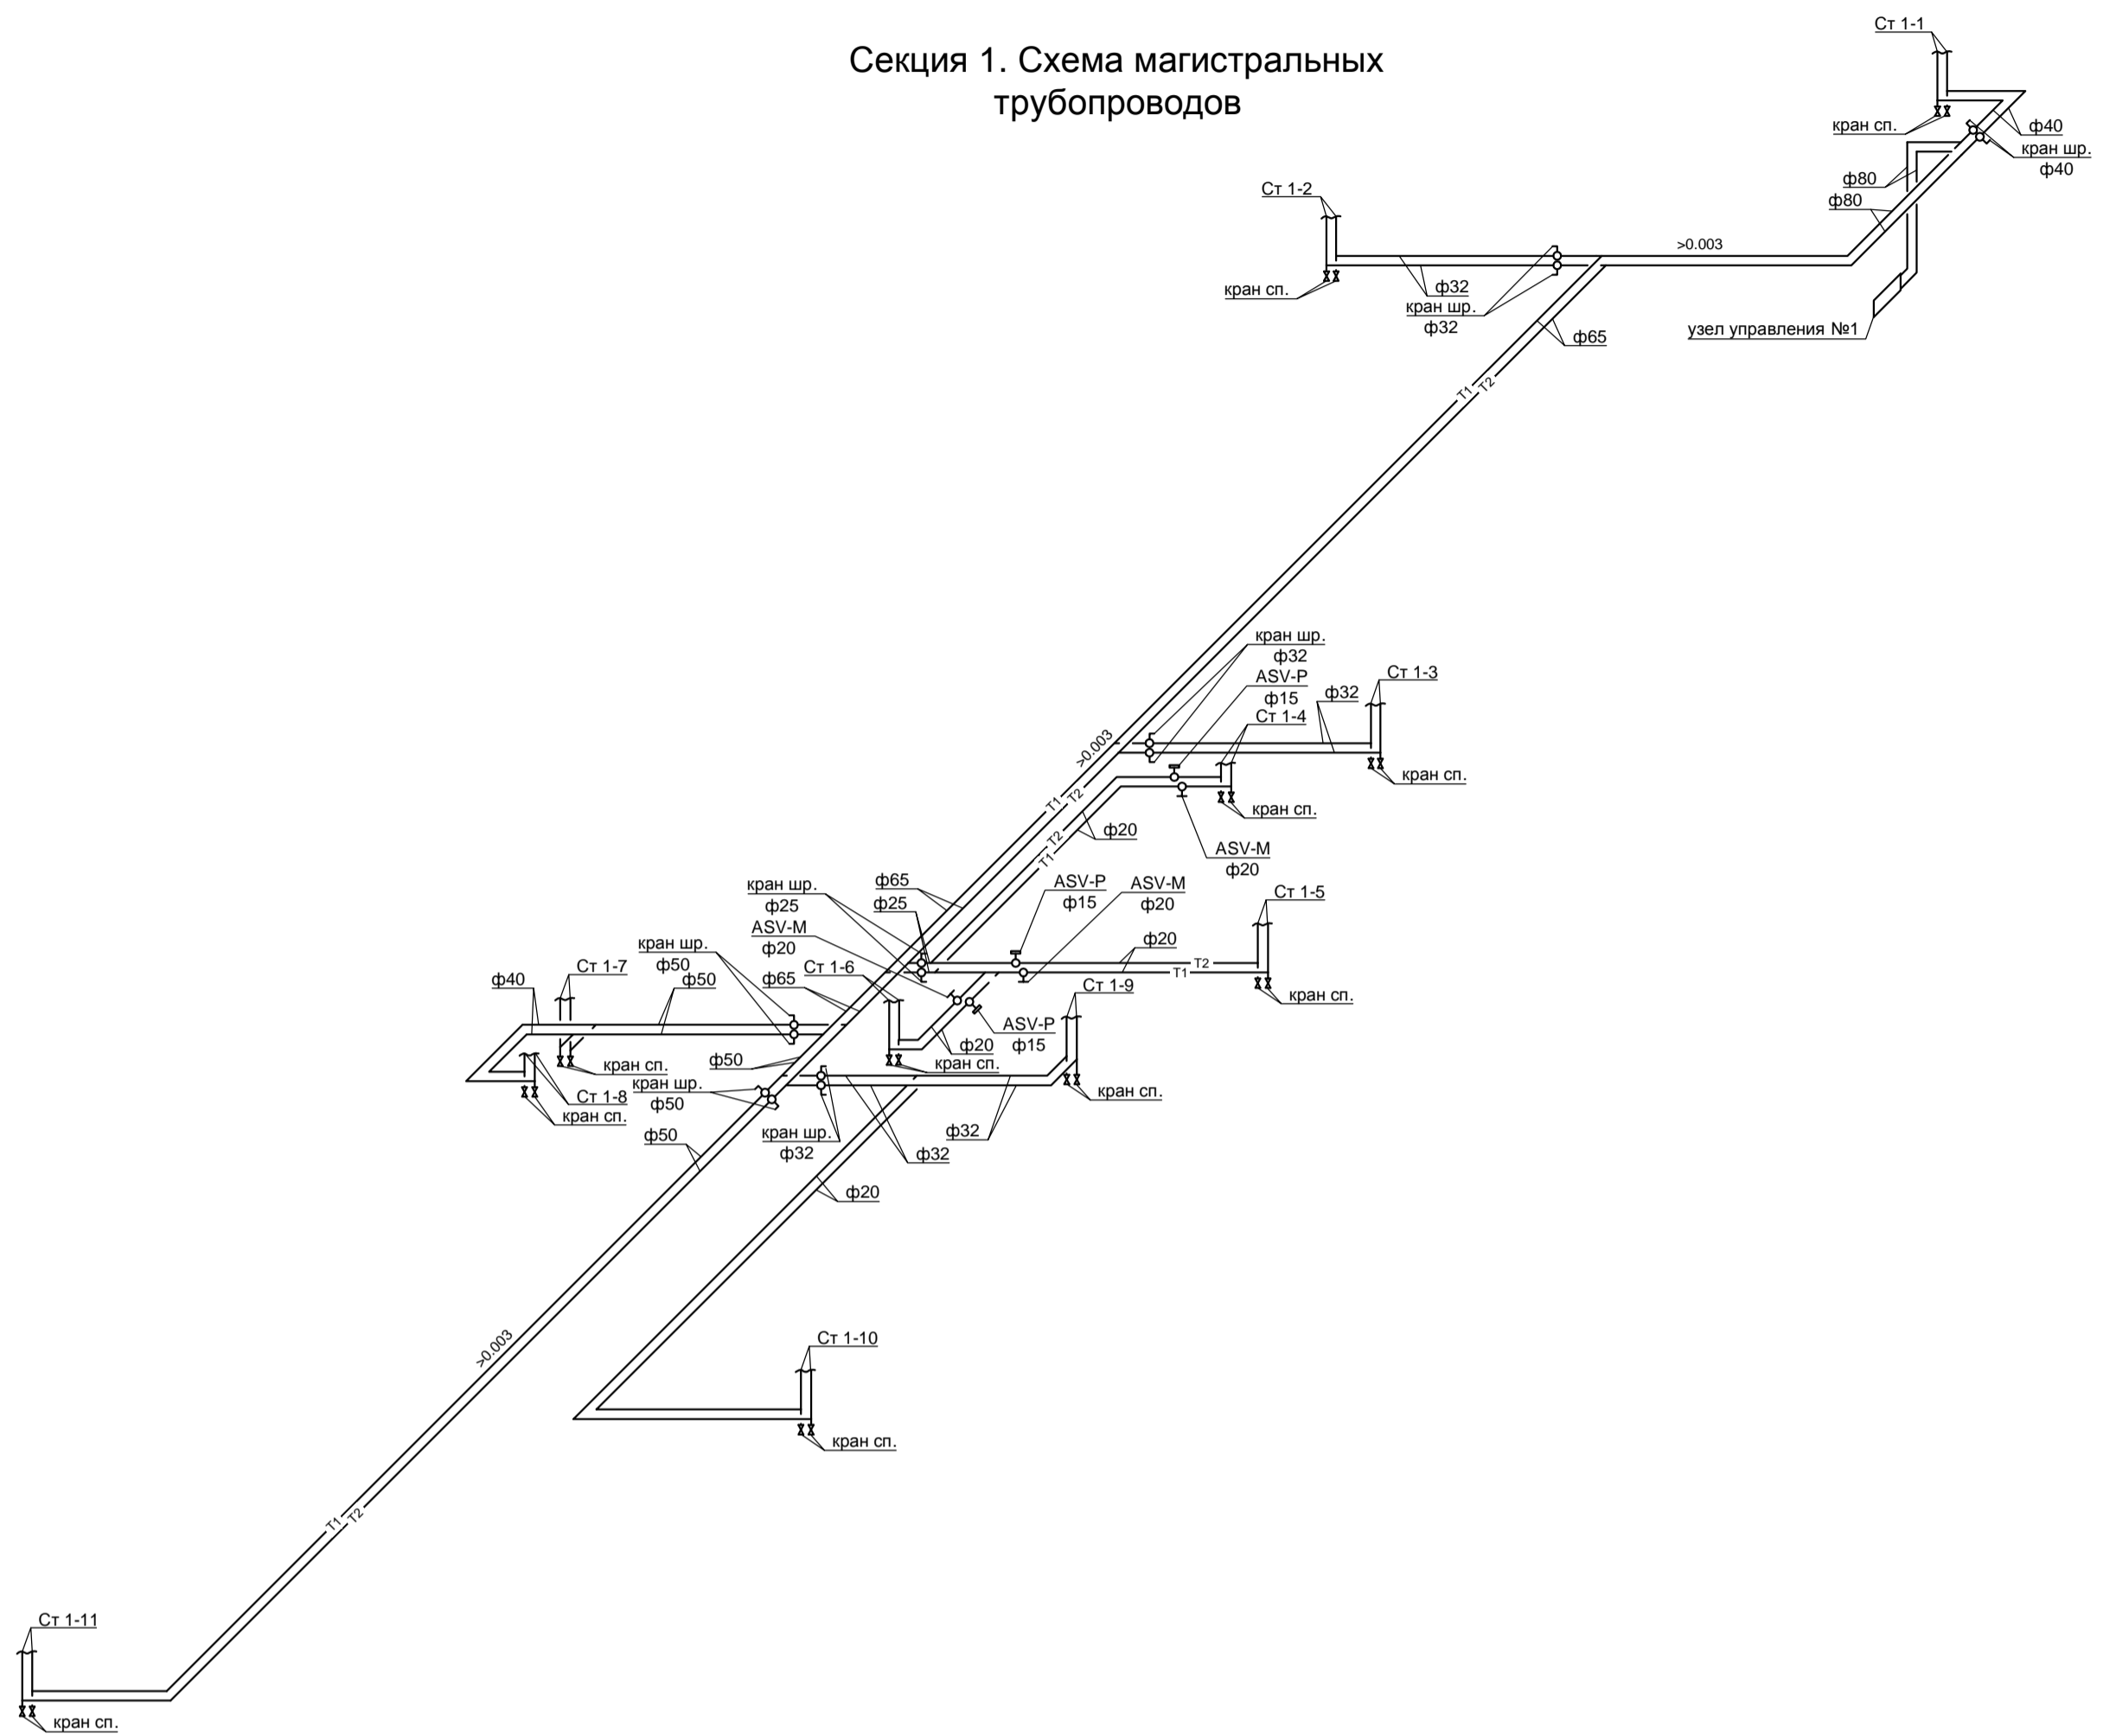 Секция 1. Схема магистральных
трубопроводов
Ст 1-1
кран сп.
ф40
кран шр.
ф40
ф80
ф80
Ст 1-2
>0.003
кран сп.
ф32
кран шр.
ф32
узел управления №1
ф65
Т1
Т2
кран шр.
ф32
ASV-P
ф15
Ст 1-3
ф32
Ст 1-4
>0.003
кран сп.
Т1
Т2
кран сп.
Т2
Т1
ф20
ASV-M
ф20
кран шр.
ф25
ф65
ф25
ASV-P
ф15
ASV-M
ф20
Ст 1-5
ASV-M
ф20
кран шр.
ф50
ф20
Т2
Т1
Ст 1-7
Ст 1-6
ф65
ф40
ф50
Ст 1-9
кран сп.
ASV-P
ф15
ф20
кран сп.
кран сп.
ф50
кран шр.
ф50
Ст 1-8
кран сп.
кран сп.
ф50
кран шр.
ф32
ф32
ф32
ф20
>0.003
Ст 1-10
кран сп.
Т1
Т2
Ст 1-11
кран сп.